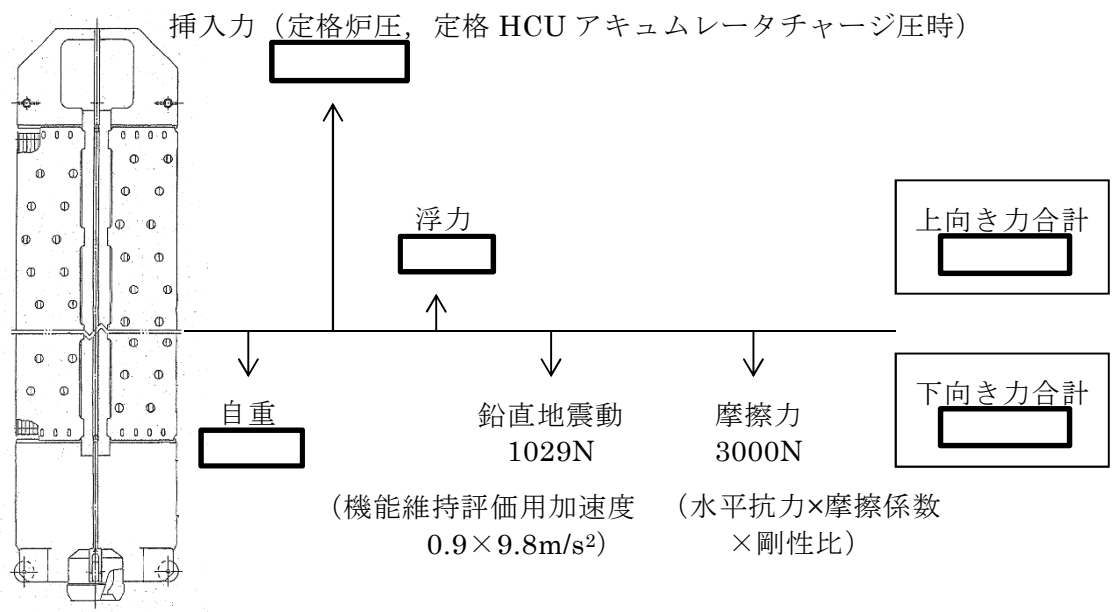 挿入力（定格炉圧，定格 HCU アキュムレータチャージ圧時）
浮力
上向き力合計
自重
鉛直地震動
1029N
摩擦力
3000N
下向き力合計
（機能維持評価用加速度
0.9×9.8m/s²）
（水平抗力×摩擦係数
×剛性比）